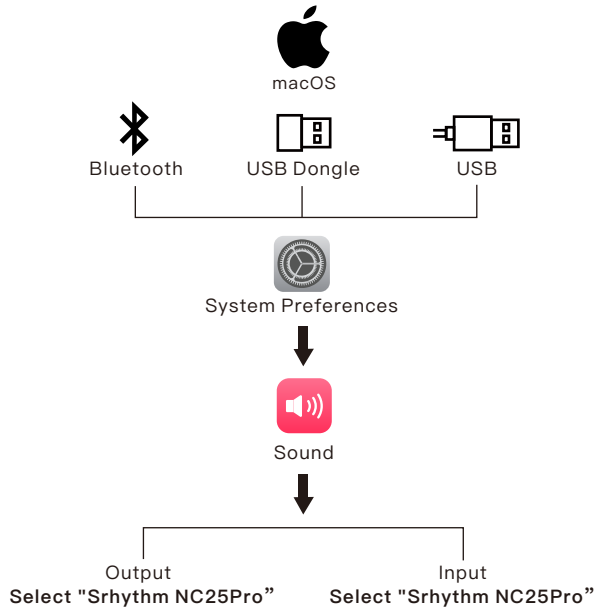 macOS
Bluetooth
USB Dongle
USB
System Preferences
Sound
Output
Select "Srhythm NC25Pro”
Input
Select "Srhythm NC25Pro”